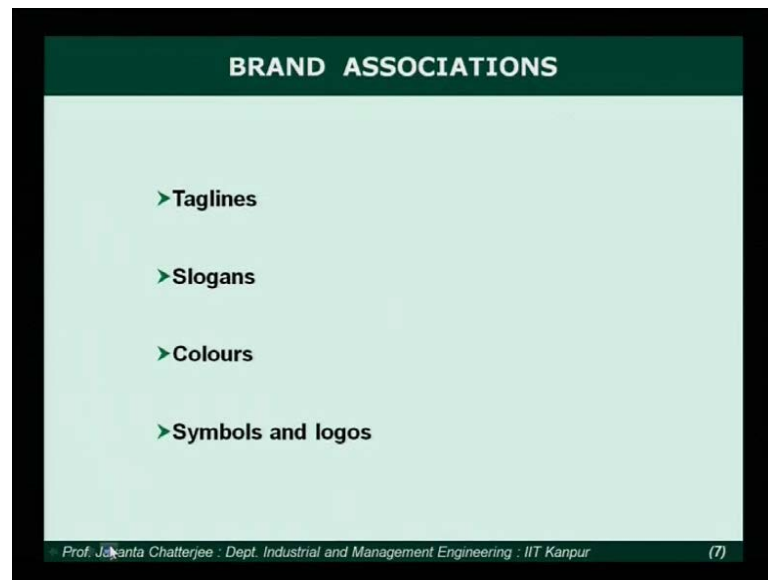 BRAND ASSOCIATIONS
➤Taglines
➤Slogans
➤Colours
➤Symbols and logos
Prof. Chatterjee : Dept. Industrial and Management Engineering : IIT Kanpur (7)